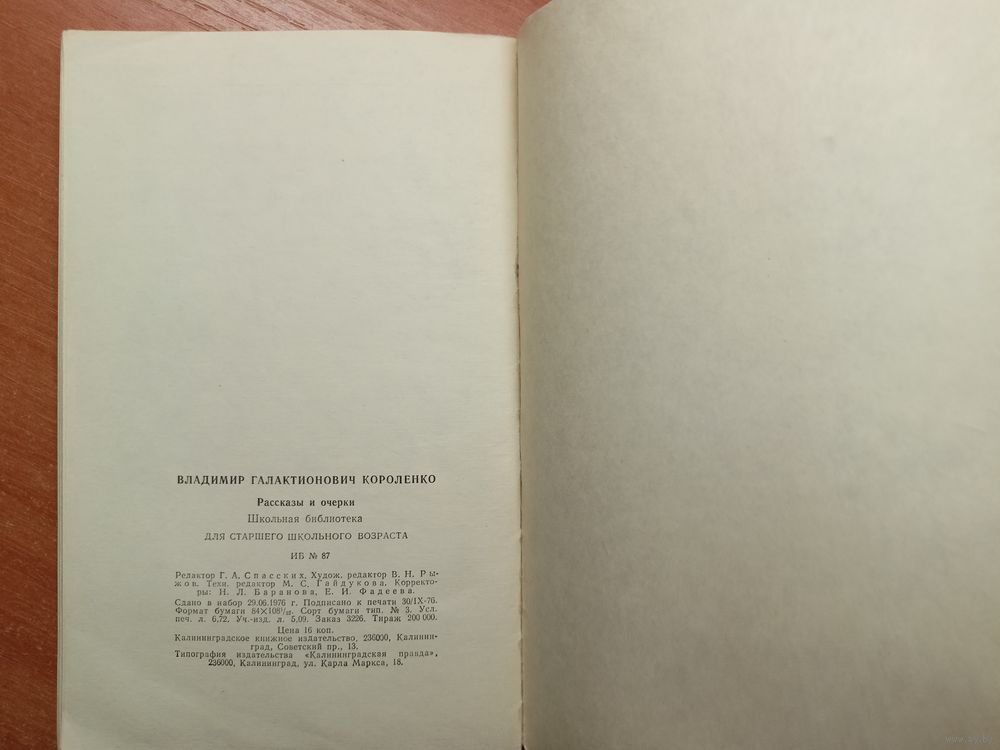 ВЛАДИМИР ГАЛАКТИОНОВИЧ КОРОЛЕНКО
Рассказы и очерки
Школьная библиотека
ДЛЯ СТАРШЕГО ШКОЛЬНОГО ВОЗРАСТА
ИБ № 87
Редактор Г. А. Спасских, Худож. редактор В. Н. Ры-
жов. Техн. редактор М. С. Гайдукова. Корректо-
ры: Н. Л. Баранова, Е. И. Фадеева.
Сдано в набор 29.06.1976 г. Подписано к печати 30/IX-76.
Формат бумаги 84×108¹/₃₂. Сорт бумаги тип. № 3. Усл.
печ. л. 6,72. Уч.-изд. л. 5,09. Заказ 3226. Тираж 200 000.
Цена 16 коп.
Калининградское книжное издательство, 236000, Калинин-
град, Советский пр., 13.
Типография издательства «Калининградская правда»,
236000, Калининград, ул. Карла Маркса, 18.